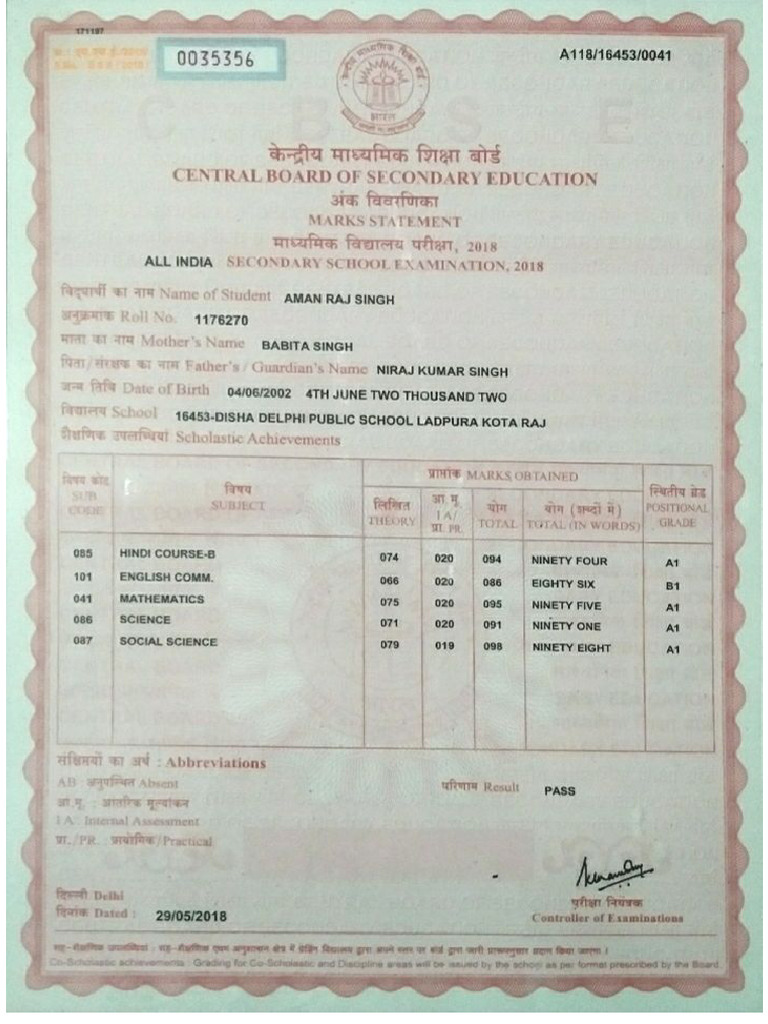 171187
0035356
A118/16453/0041
C B S E
भारत
केन्द्रीय माध्यमिक शिक्षा बोर्ड
CENTRAL BOARD OF SECONDARY EDUCATION
अंक विवरणिका
MARKS STATEMENT
माध्यमिक विद्यालय परीक्षा, 2018
ALL INDIA SECONDARY SCHOOL EXAMINATION, 2018
विद्यार्थी का नाम Name of Student AMAN RAJ SINGH
अनुक्रमांक Roll No. 1176270
माता का नाम Mother's Name BABITA SINGH
पिता/संरक्षक का नाम Father's / Guardian's Name NIRAJ KUMAR SINGH
जन्म तिथि Date of Birth 04/06/2002 4TH JUNE TWO THOUSAND TWO
विद्यालय School 16453-DISHA DELPHI PUBLIC SCHOOL LADPURA KOTA RAJ
शैक्षणिक उपलब्धियां Scholastic Achievements
विषय कोड SUB CODE विषय SUBJECT प्राप्तांक MARKS OBTAINED स्थितीय ग्रेड POSITIONAL GRADE
लिखित THEORY आ.मू. I A/ प्रा. PR. योग TOTAL योग (शब्दों में) TOTAL (IN WORDS)
085 HINDI COURSE-B 074 020 094 NINETY FOUR A1
101 ENGLISH COMM. 066 020 086 EIGHTY SIX B1
041 MATHEMATICS 075 020 095 NINETY FIVE A1
086 SCIENCE 071 020 091 NINETY ONE A1
087 SOCIAL SCIENCE 079 019 098 NINETY EIGHT A1
संक्षिप्तियों का अर्थ : Abbreviations
AB अनुपस्थित Absent
परिणाम Result PASS
आ.मू. : आंतरिक मूल्यांकन
I A Internal Assessment
प्रा./PR. प्रायोगिक/Practical
दिल्ली Delhi
दिनांक Dated : 29/05/2018
परीक्षा नियंत्रक
Controller of Examinations
Co-Scholastic achievements : Grading for Co-Scholastic and Discipline areas will be issued by the school as per format prescribed by the Board